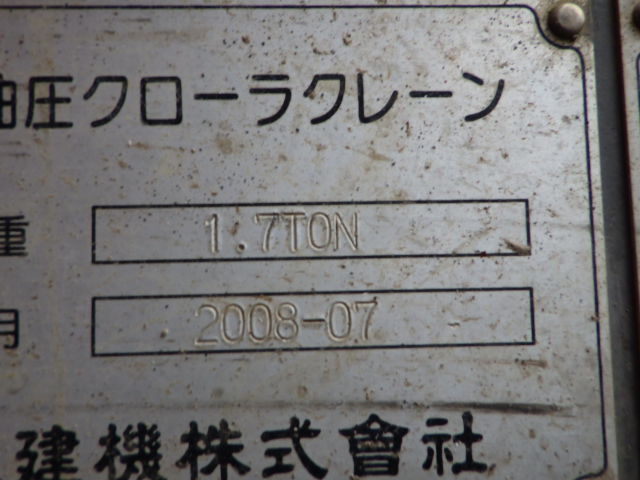 油圧クローラクレーン
重 1.7TON
月 2008-07
建機株式會社